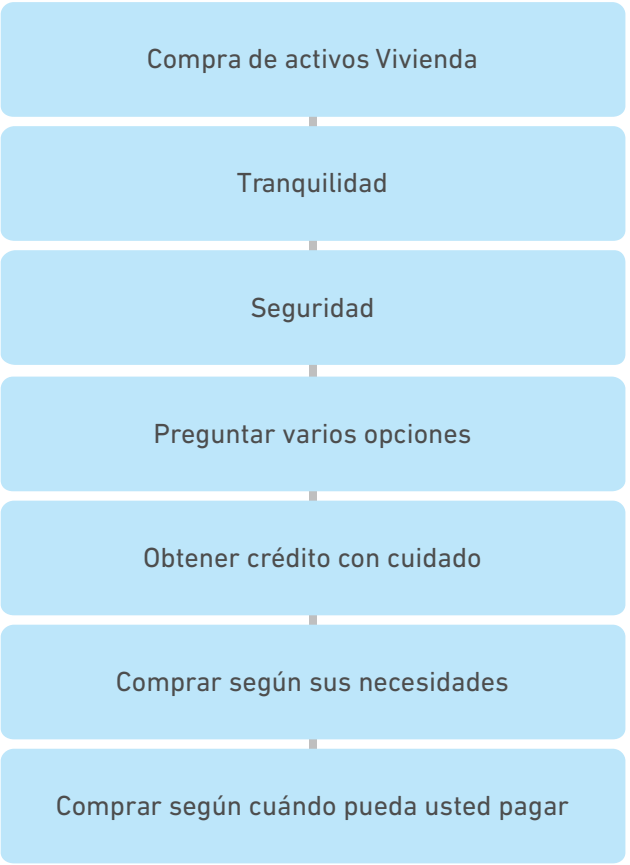 Compra de activos Vivienda
Tranquilidad
Seguridad
Preguntar varios opciones
Obtener crédito con cuidado
Comprar según sus necesidades
Comprar según cuándo pueda usted pagar